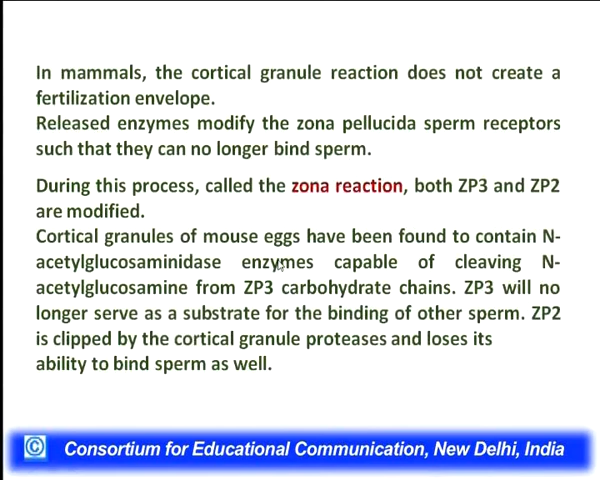 In mammals, the cortical granule reaction does not create a
fertilization envelope.
Released enzymes modify the zona pellucida sperm receptors
such that they can no longer bind sperm.
During this process, called the zona reaction, both ZP3 and ZP2
are modified.
Cortical granules of mouse eggs have been found to contain N-
acetylglucosaminidase enzymes capable of cleaving N-
acetylglucosamine from ZP3 carbohydrate chains. ZP3 will no
longer serve as a substrate for the binding of other sperm. ZP2
is clipped by the cortical granule proteases and loses its
ability to bind sperm as well.
© Consortium for Educational Communication, New Delhi, India